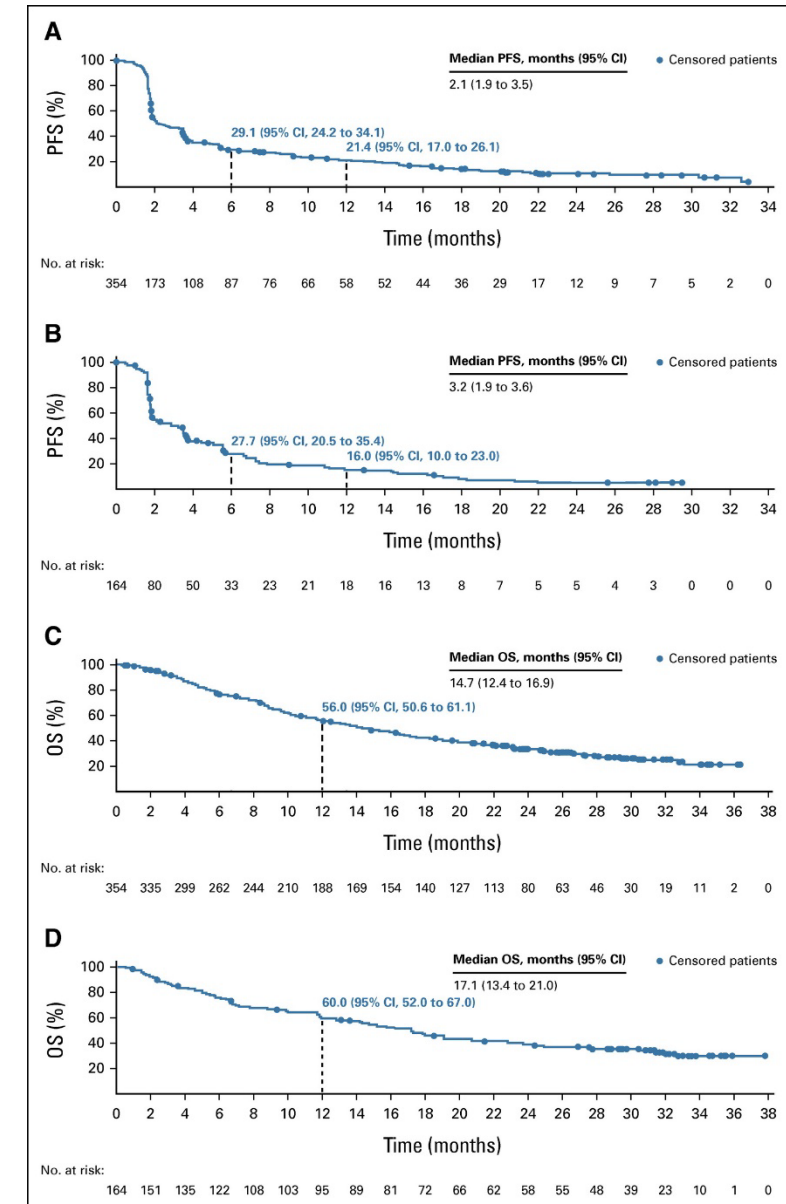 A
Median PFS, months (95% CI)
Censored patients
2.1 (1.9 to 3.5)
PFS (%)
100
80
60
40
20
29.1 (95% CI, 24.2 to 34.1)
21.4 (95% CI, 17.0 to 26.1)
0 2 4 6 8 10 12 14 16 18 20 22 24 26 28 30 32 34
Time (months)
No. at risk:
354 173 108 87 76 66 58 52 44 36 29 17 12 9 7 5 2 0
B
Median PFS, months (95% CI)
Censored patients
3.2 (1.9 to 3.6)
PFS (%)
100
80
60
40
20
27.7 (95% CI, 20.5 to 35.4)
16.0 (95% CI, 10.0 to 23.0)
0 2 4 6 8 10 12 14 16 18 20 22 24 26 28 30 32 34
Time (months)
No. at risk:
164 80 50 33 23 21 18 16 13 8 7 5 5 4 3 0 0 0
C
Median OS, months (95% CI)
Censored patients
14.7 (12.4 to 16.9)
OS (%)
100
80
60
40
20
56.0 (95% CI, 50.6 to 61.1)
0 2 4 6 8 10 12 14 16 18 20 22 24 26 28 30 32 34 36 38
Time (months)
No. at risk:
354 335 299 262 244 210 188 169 154 140 127 113 80 63 46 30 19 11 2 0
D
Median OS, months (95% CI)
Censored patients
17.1 (13.4 to 21.0)
OS (%)
100
80
60
40
20
60.0 (95% CI, 52.0 to 67.0)
0 2 4 6 8 10 12 14 16 18 20 22 24 26 28 30 32 34 36 38
Time (months)
No. at risk:
164 151 135 122 108 103 95 89 81 72 66 62 58 55 48 39 23 10 1 0